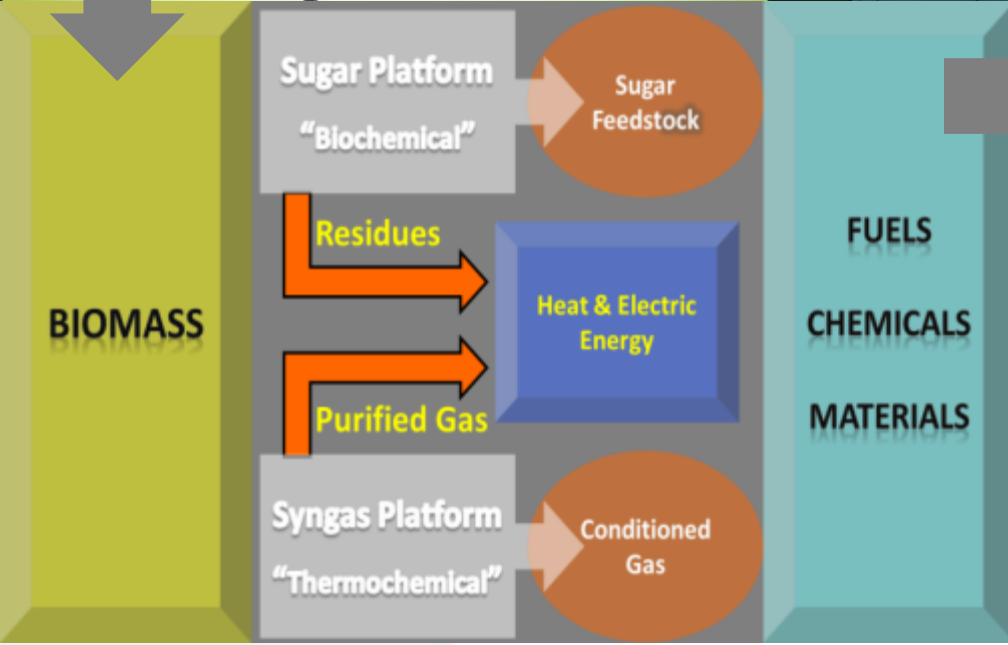 BIOMASS
Sugar Platform
“Biochemical”
Sugar
Feedstock
Residues
Heat & Electric
Energy
Purified Gas
Syngas Platform
“Thermochemical”
Conditioned
Gas
FUELS
CHEMICALS
MATERIALS